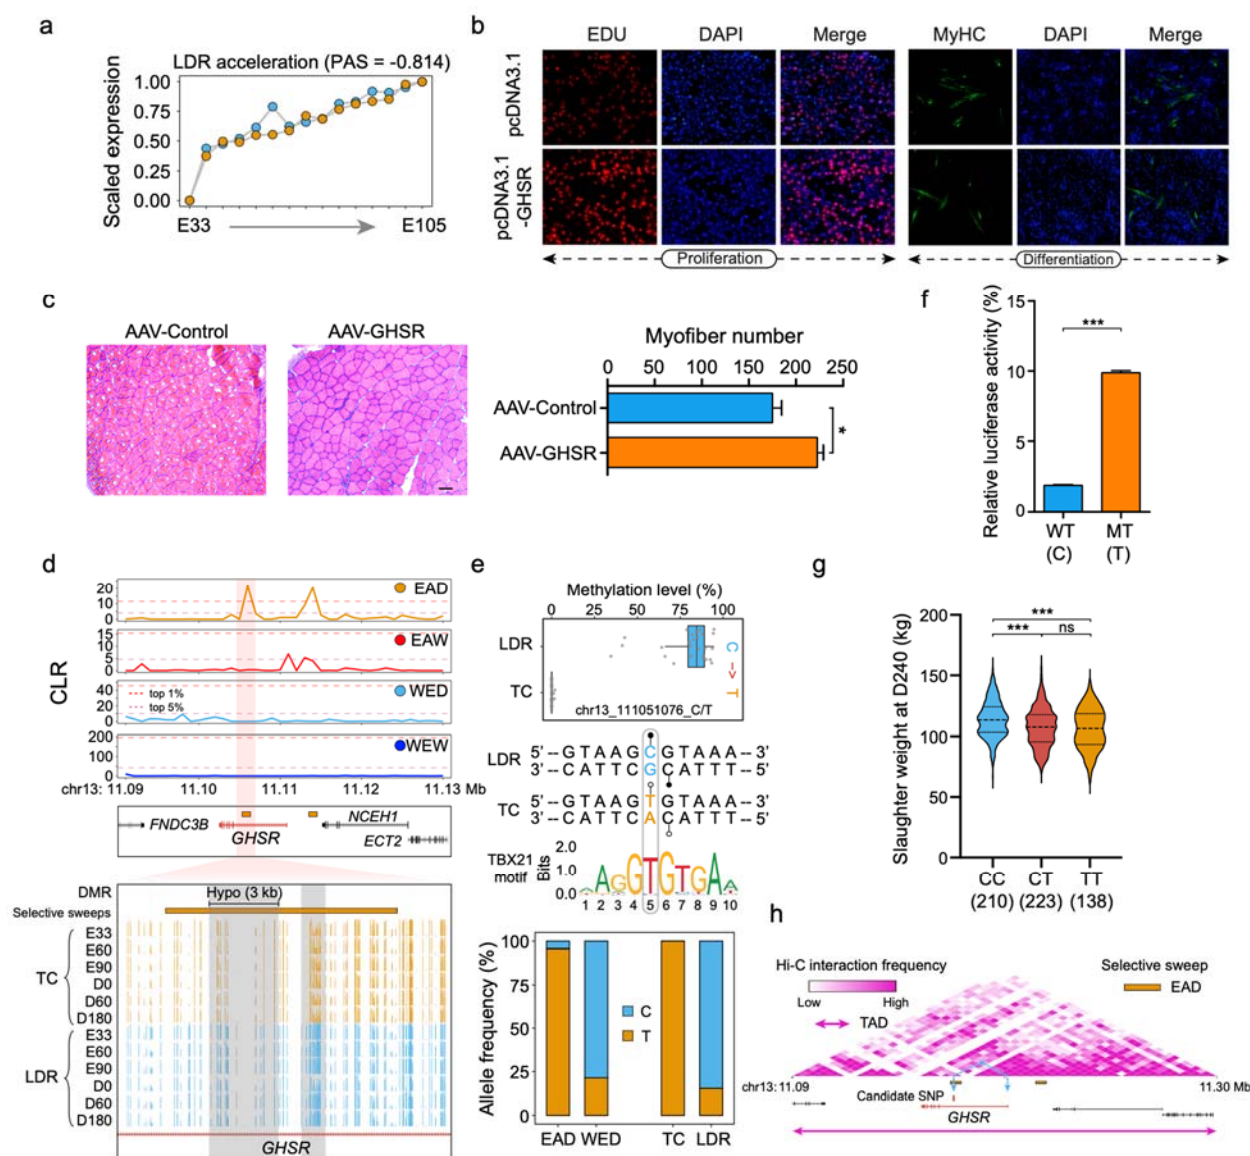 a
LDR acceleration (PAS = -0.814)
Scaled expression
1.00
0.75
0.50
0.25
0.00
E33
E105
b
EDU
DAPI
Merge
MyHC
DAPI
Merge
pcDNA3.1
pcDNA3.1
-GHSR
Proliferation
Differentiation
c
AAV-Control
AAV-GHSR
Myofiber number
0
50
100
150
200
250
AAV-Control
AAV-GHSR
*
f
Relative luciferase activity (%)
15
10
5
0
***
WT
(C)
MT
(T)
d
CLR
20
10
0
EAD
15
10
5
0
EAW
40
20
0
WED
top 1%
top 5%
200
100
0
WEW
chr13: 11.09
11.10
11.11
11.12
11.13 Mb
FNDC3B
GHSR
NCEH1
ECT2
DMR
Hypo (3 kb)
Selective sweeps
TC
E33
E60
E90
D0
D60
D180
LDR
E33
E60
E90
D0
D60
D180
GHSR
e
Methylation level (%)
0
25
50
75
100
LDR
TC
C
->
T
chr13_111051076_C/T
LDR
5' -- G T A A G C G T A A A -- 3'
3' -- C A T T C G C A T T T -- 5'
TC
5' -- G T A A G T G T A A A -- 3'
3' -- C A T T C A C A T T T -- 5'
TBX21
motif
Bits
2.0
1.0
0.0
1 2 3 4 5 6 7 8 9 10
Allele frequency (%)
100
75
50
25
0
C
T
EAD
WED
TC
LDR
g
Slaughter weight at D240 (kg)
200
150
100
50
0
***
***
ns
CC
(210)
CT
(223)
TT
(138)
h
Hi-C interaction frequency
Low
High
TAD
Selective sweep
EAD
chr13: 11.09
11.30 Mb
Candidate SNP
GHSR